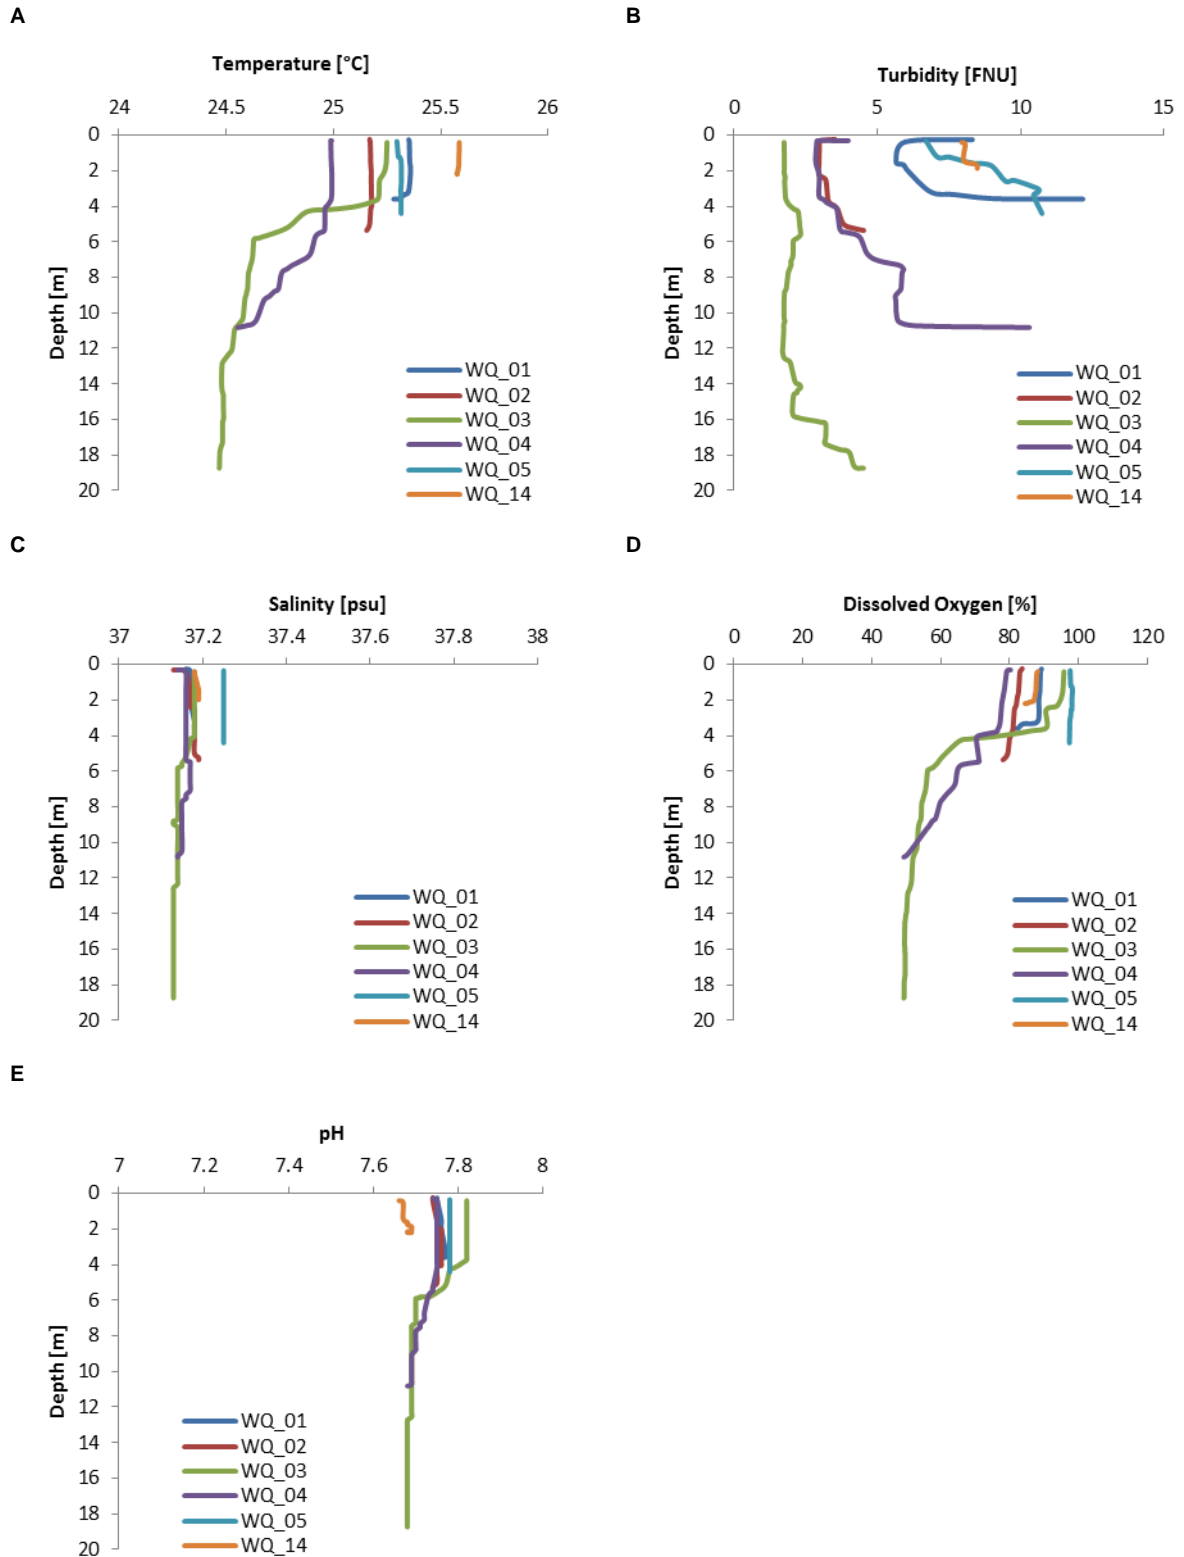 A
Temperature [°C]
24 24.5 25 25.5 26
0
2
4
6
8
10
12
14
16
18
20
Depth [m]
WQ_01
WQ_02
WQ_03
WQ_04
WQ_05
WQ_14
B
Turbidity [FNU]
0 5 10 15
0
2
4
6
8
10
12
14
16
18
20
Depth [m]
WQ_01
WQ_02
WQ_03
WQ_04
WQ_05
WQ_14
C
Salinity [psu]
37 37.2 37.4 37.6 37.8 38
0
2
4
6
8
10
12
14
16
18
20
Depth [m]
WQ_01
WQ_02
WQ_03
WQ_04
WQ_05
WQ_14
D
Dissolved Oxygen [%]
0 20 40 60 80 100 120
0
2
4
6
8
10
12
14
16
18
20
Depth [m]
WQ_01
WQ_02
WQ_03
WQ_04
WQ_05
WQ_14
E
pH
7 7.2 7.4 7.6 7.8 8
0
2
4
6
8
10
12
14
16
18
20
Depth [m]
WQ_01
WQ_02
WQ_03
WQ_04
WQ_05
WQ_14